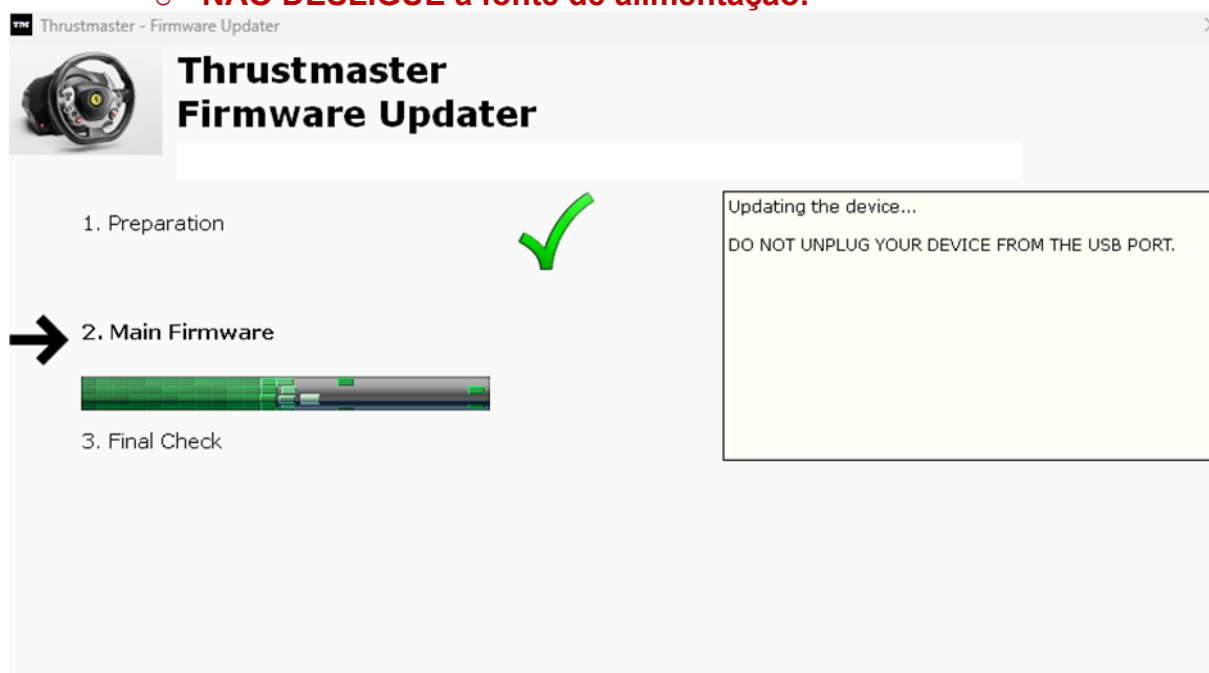 ○ NÃO DESLIGUE a fonte de alimentação.
TM Thrustmaster - Firmware Updater
Thrustmaster
Firmware Updater
1. Preparation
Updating the device...
DO NOT UNPLUG YOUR DEVICE FROM THE USB PORT.
2. Main Firmware
3. Final Check